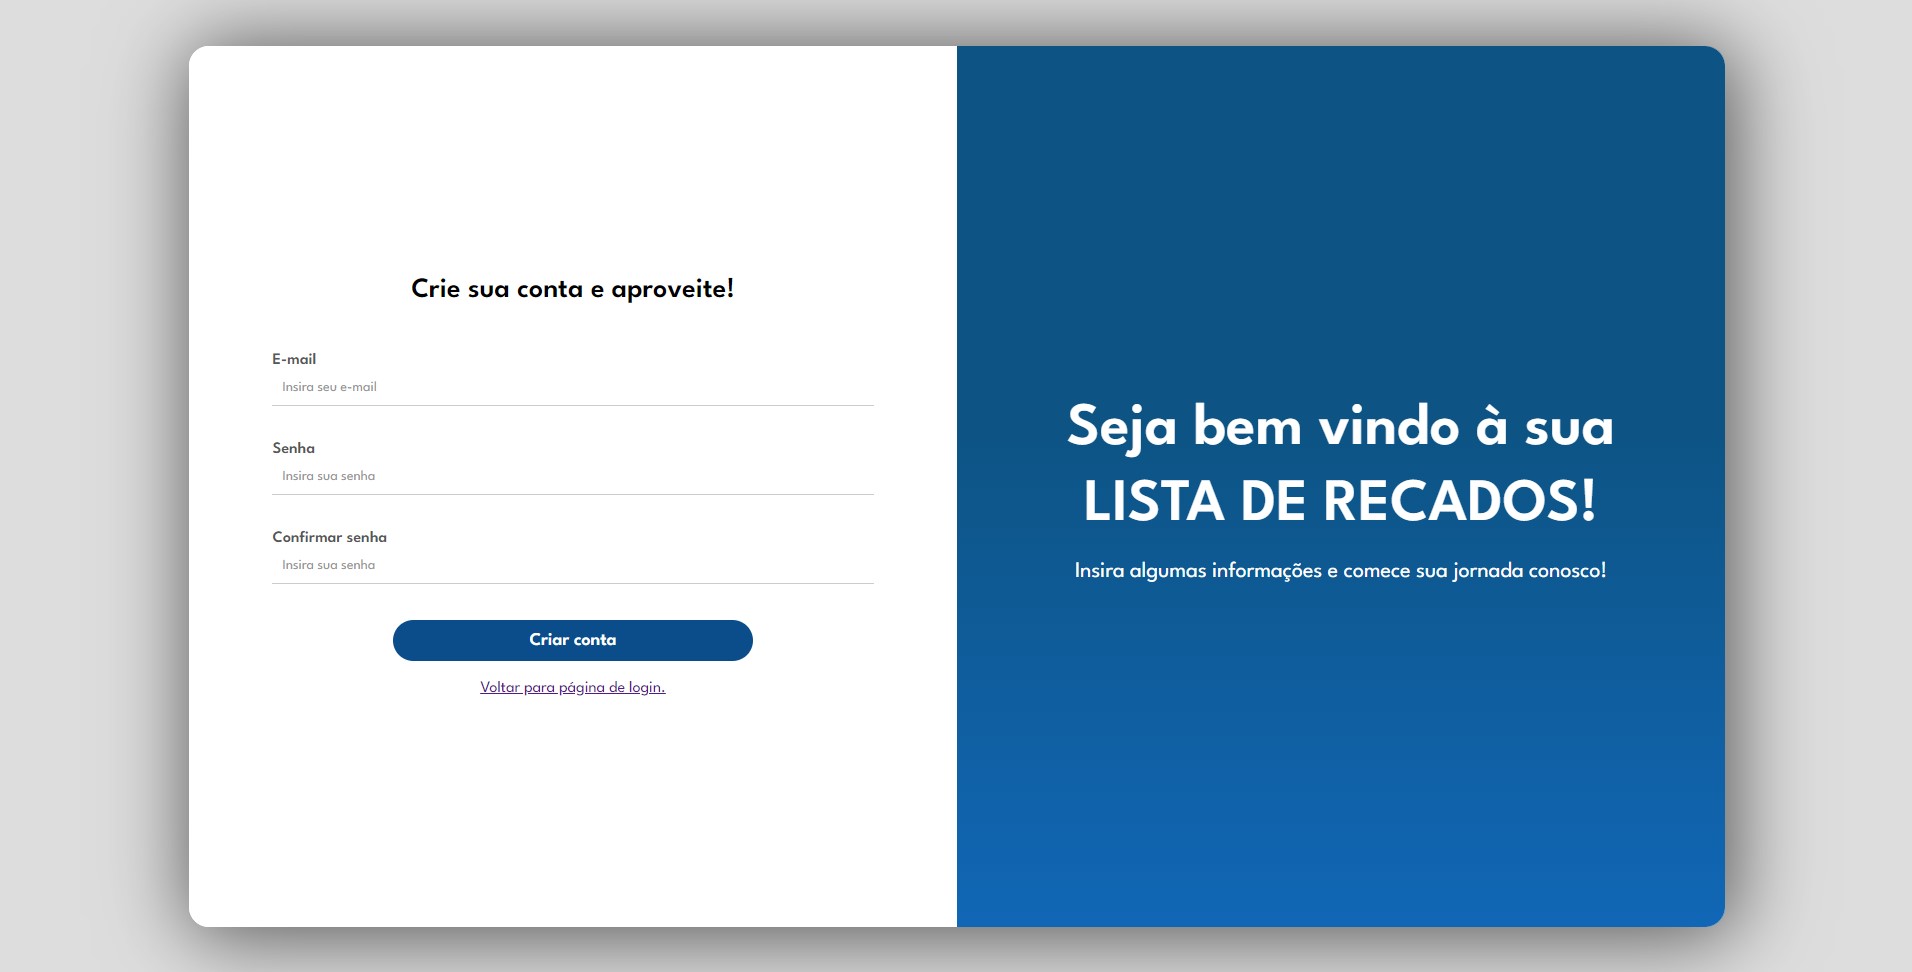 Crie sua conta e aproveite!
E-mail
Insira seu e-mail
Senha
Insira sua senha
Confirmar senha
Insira sua senha
Criar conta
Voltar para página de login.
Seja bem vindo à sua
LISTA DE RECADOS!
Insira algumas informações e comece sua jornada conosco!